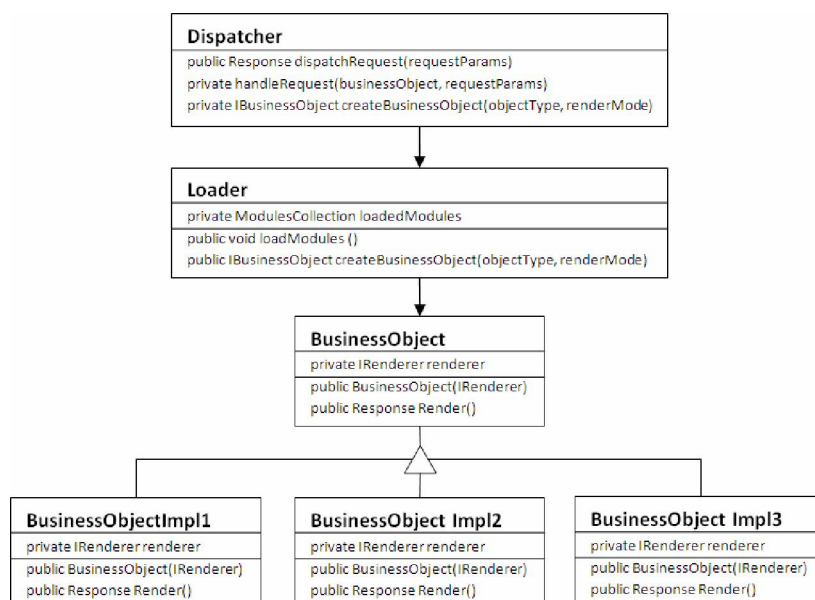 Dispatcher
public Response dispatchRequest(requestParams)
private handleRequest(businessObject, requestParams)
private IBusinessObject createBusinessObject(objectType, renderMode)
Loader
private ModulesCollection loadedModules
public void loadModules ()
public IBusinessObject createBusinessObject(objectType, renderMode)
BusinessObject
private IRenderer renderer
public BusinessObject(IRenderer)
public Response Render()
BusinessObjectImpl1
private IRenderer renderer
public BusinessObject(IRenderer)
public Response Render()
BusinessObject Impl2
private IRenderer renderer
public BusinessObject(IRenderer)
public Response Render()
BusinessObject Impl3
private IRenderer renderer
public BusinessObject(IRenderer)
public Response Render()